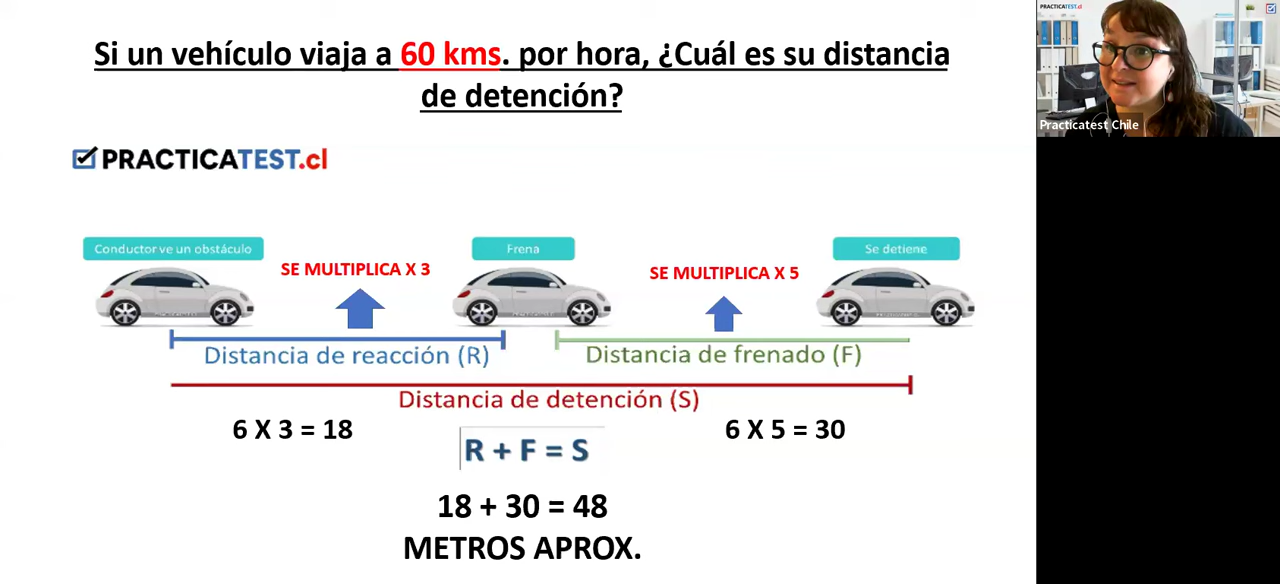 Si un vehículo viaja a 60 kms. por hora, ¿Cuál es su distancia
de detención?
PRACTICATEST.cl
Conductor ve un obstáculo
Frena
Se detiene
SE MULTIPLICA X 3
SE MULTIPLICA X 5
Distancia de reacción (R)
Distancia de frenado (F)
Distancia de detención (S)
6 X 3 = 18
6 X 5 = 30
R + F = S
18 + 30 = 48
METROS APROX.
PRACTICATEST.cl
Practicatest Chile